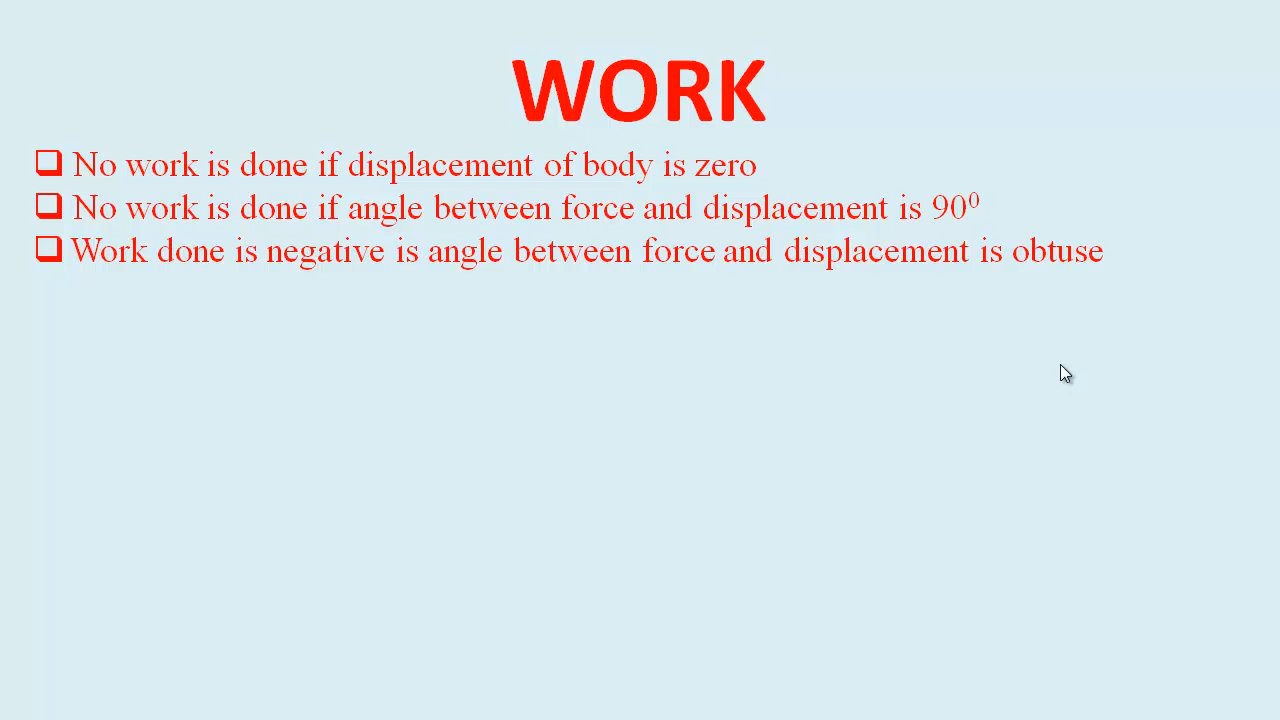 WORK
No work is done if displacement of body is zero
No work is done if angle between force and displacement is 90⁰
Work done is negative is angle between force and displacement is obtuse